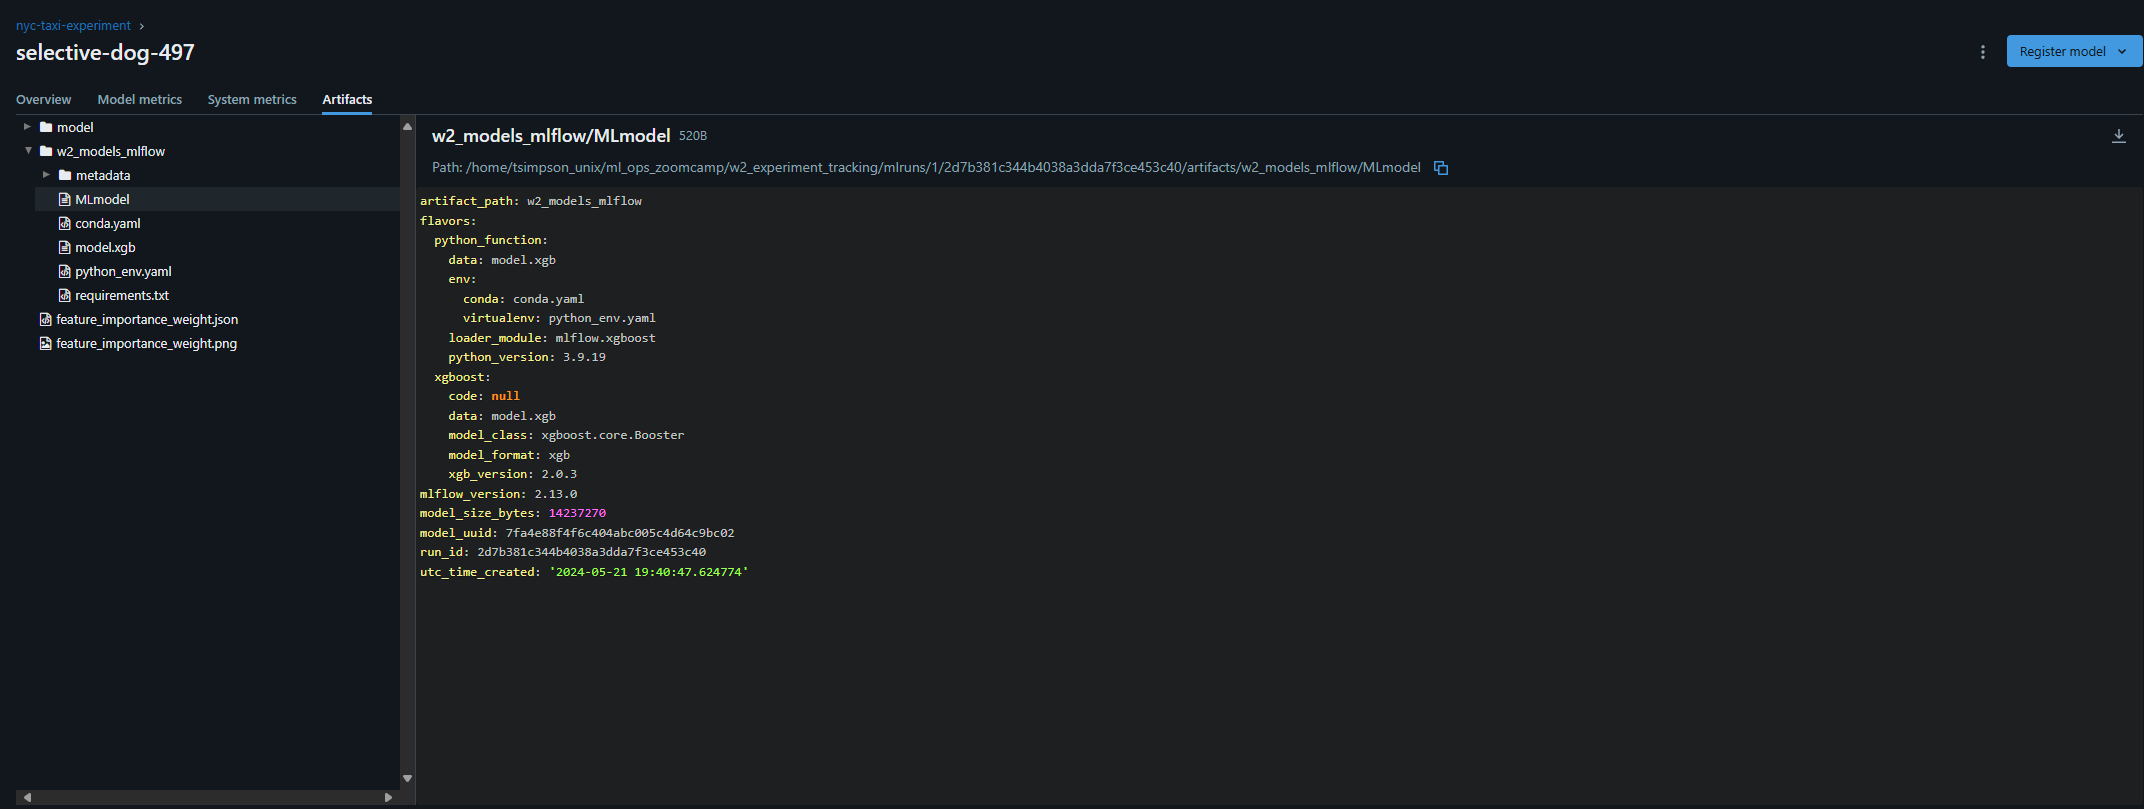 nyc-taxi-experiment ›
selective-dog-497
Register model
Overview Model metrics System metrics Artifacts
model
w2_models_mlflow
metadata
MLmodel
conda.yaml
model.xgb
python_env.yaml
requirements.txt
feature_importance_weight.json
feature_importance_weight.png
w2_models_mlflow/MLmodel 520B
Path: /home/tsimpson_unix/ml_ops_zoomcamp/w2_experiment_tracking/mlruns/1/2d7b381c344b4038a3dda7f3ce453c40/artifacts/w2_models_mlflow/MLmodel
artifact_path: w2_models_mlflow
flavors:
  python_function:
    data: model.xgb
    env:
      conda: conda.yaml
      virtualenv: python_env.yaml
    loader_module: mlflow.xgboost
    python_version: 3.9.19
  xgboost:
    code: null
    data: model.xgb
    model_class: xgboost.core.Booster
    model_format: xgb
    xgb_version: 2.0.3
mlflow_version: 2.13.0
model_size_bytes: 14237270
model_uuid: 7fa4e88f4f6c404abc005c4d64c9bc02
run_id: 2d7b381c344b4038a3dda7f3ce453c40
utc_time_created: '2024-05-21 19:40:47.624774'